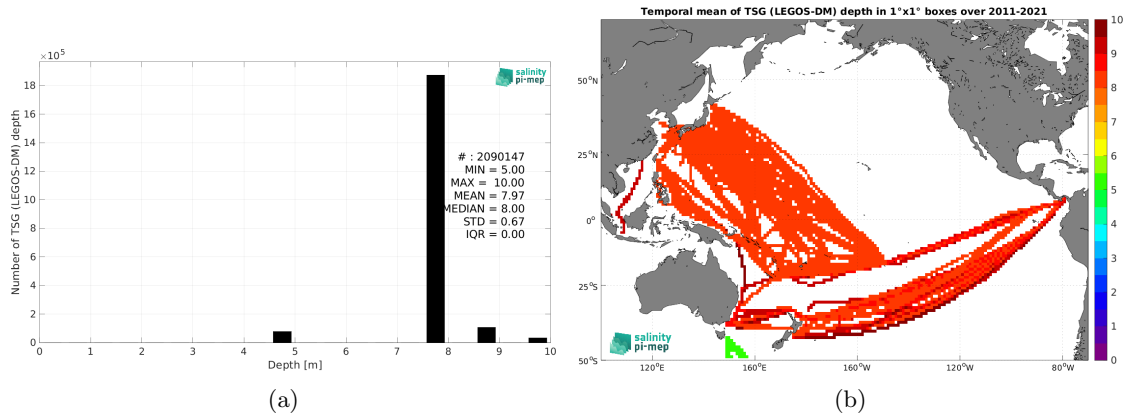 ×10⁵
18
16
14
12
10
8
6
4
2
0
Number of TSG (LEGOS-DM) depth
0 1 2 3 4 5 6 7 8 9 10
Depth [m]
salinity
pi-mep
# : 2090147
MIN = 5.00
MAX = 10.00
MEAN = 7.97
MEDIAN = 8.00
STD = 0.67
IQR = 0.00
(a)
Temporal mean of TSG (LEGOS-DM) depth in 1°x1° boxes over 2011-2021
50°N
25°N
0°
25°S
50°S
120°E 160°E 160°W 120°W 80°W
salinity
pi-mep
10
9
8
7
6
5
4
3
2
1
0
(b)